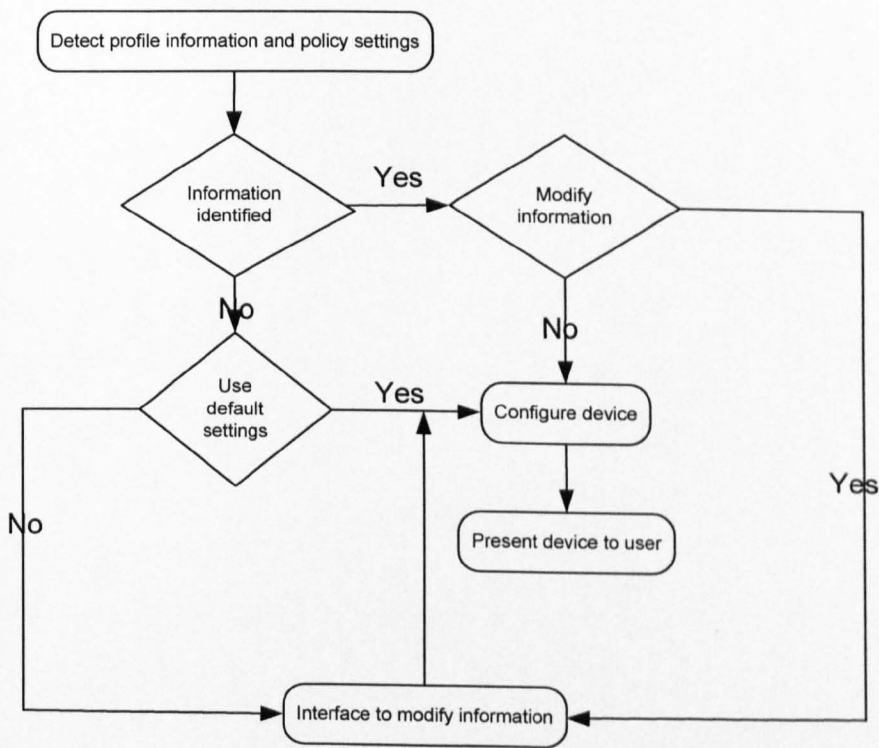 Detect profile information and policy settings
Information
identified
Yes
Modify
information
No
No
Use
default
settings
Yes
Configure device
Yes
No
Present device to user
Interface to modify information